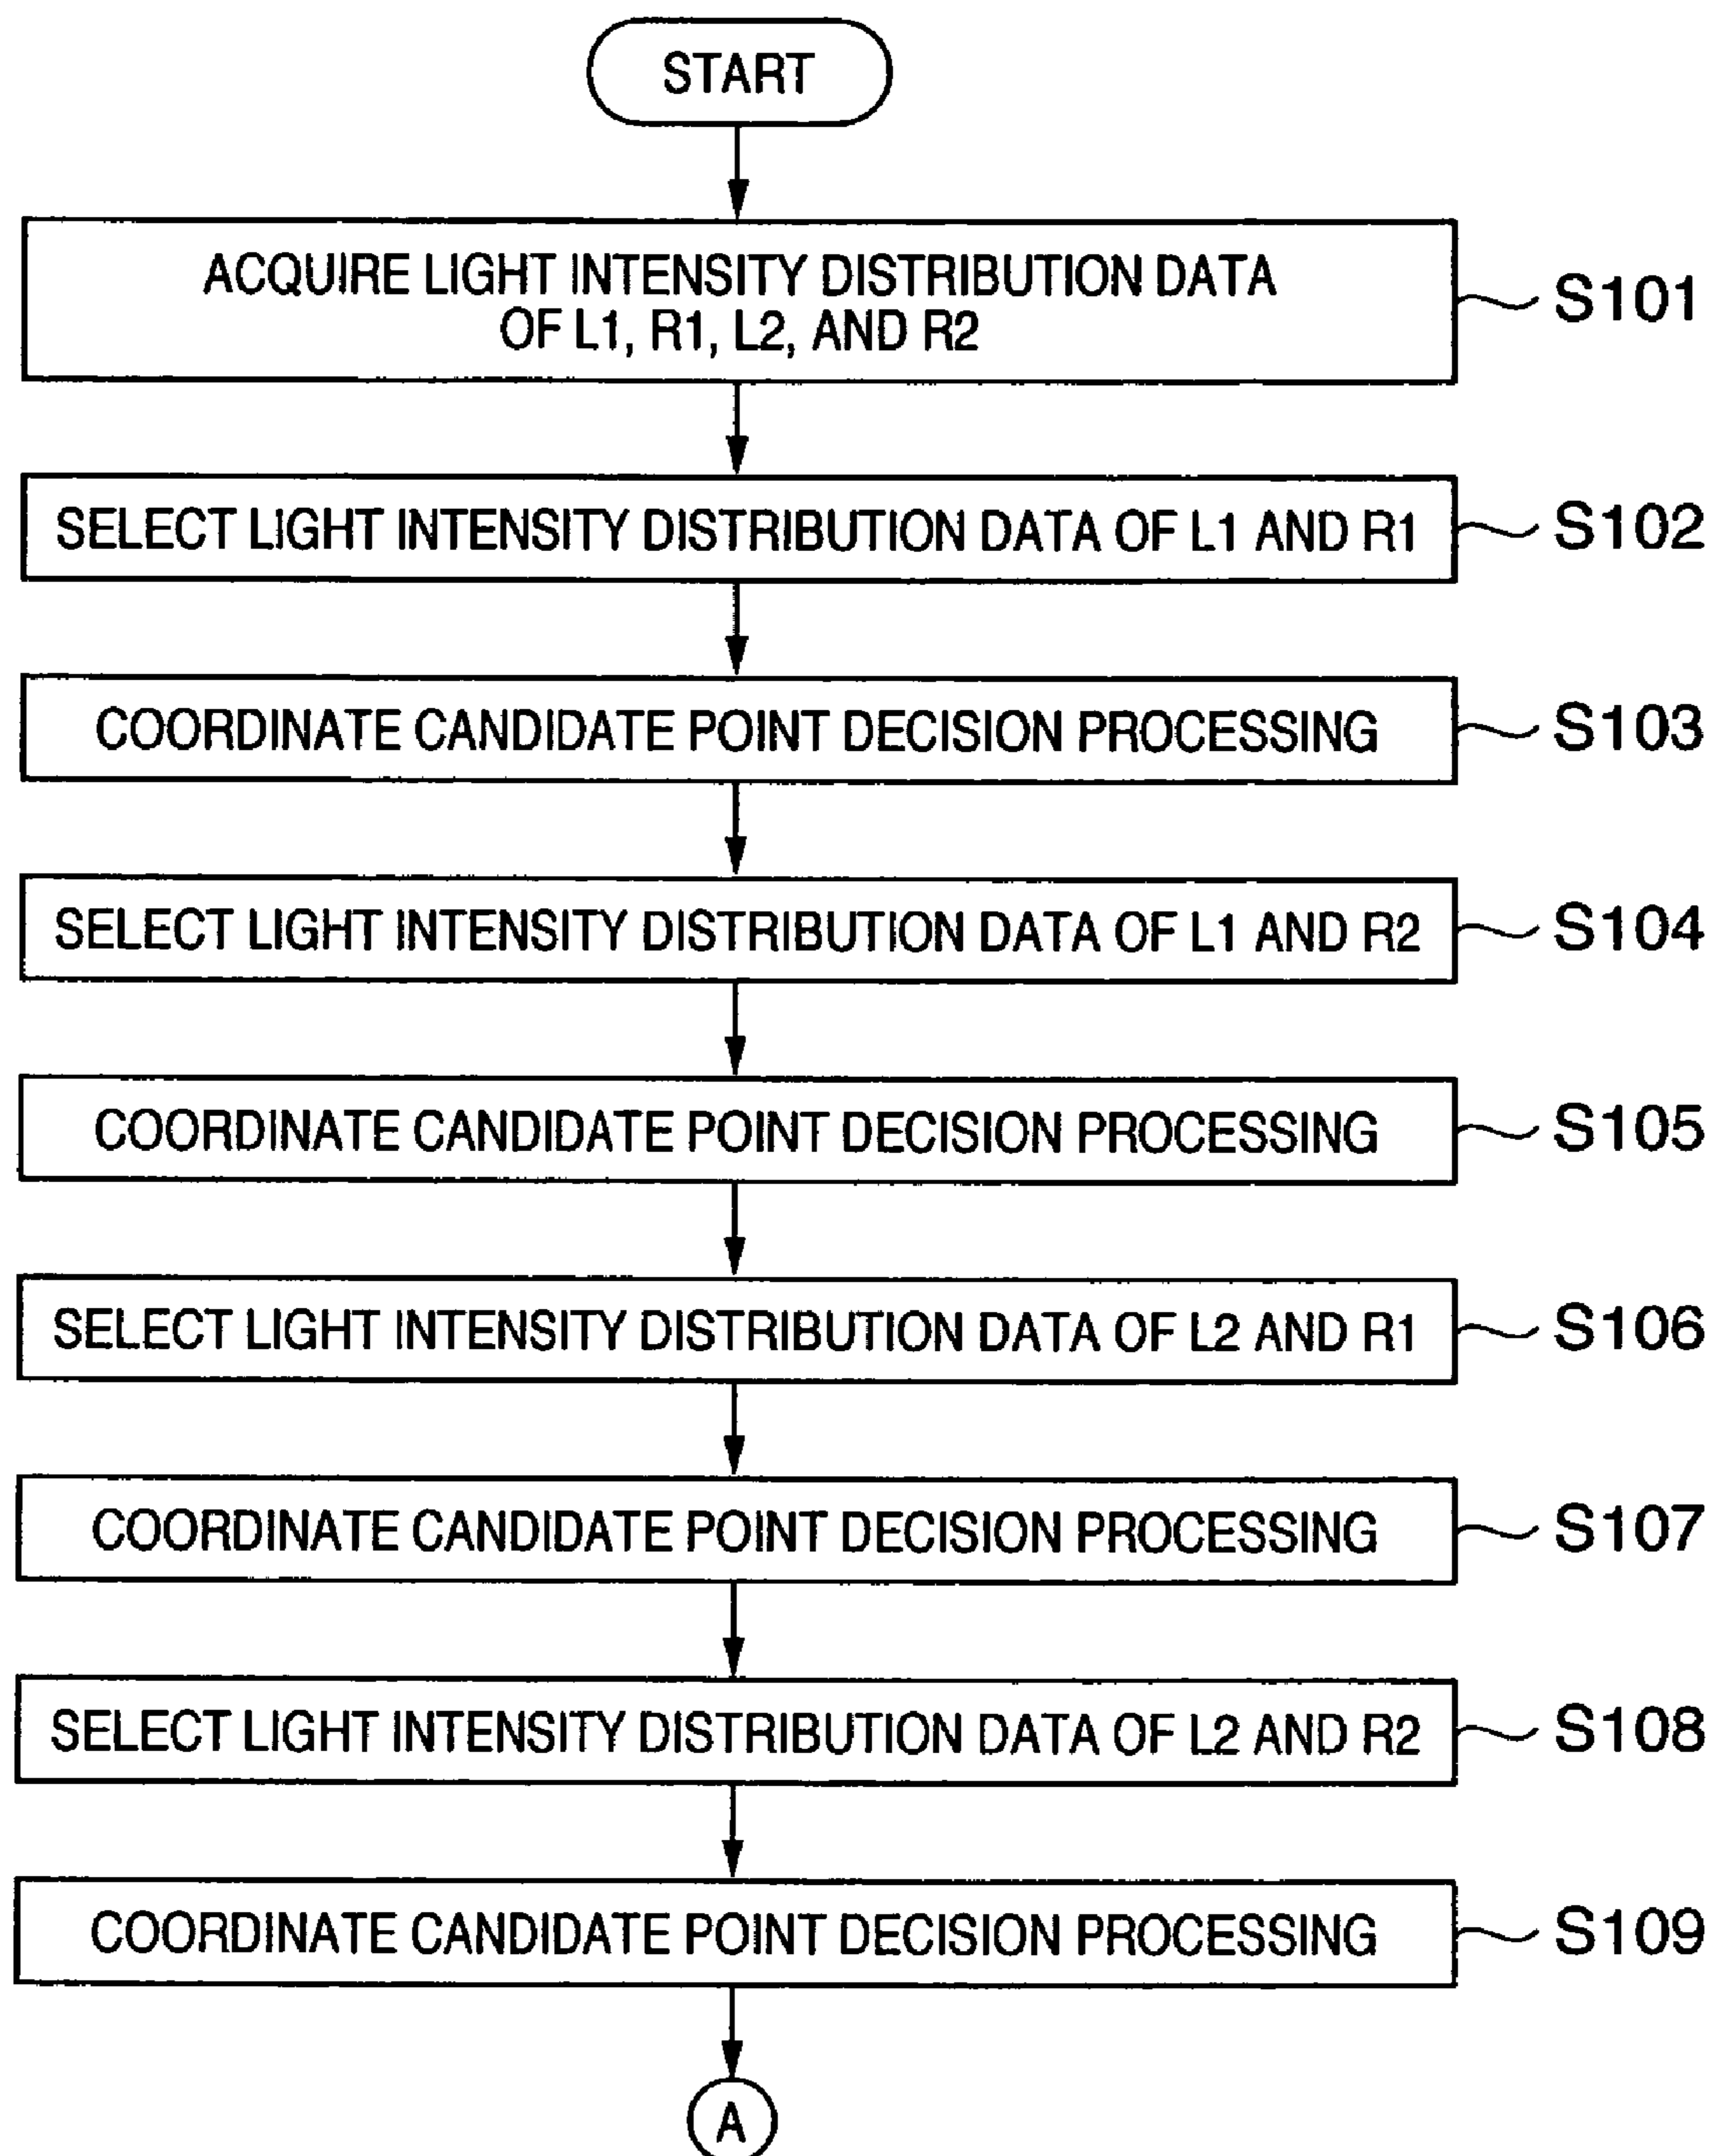 START
ACQUIRE LIGHT INTENSITY DISTRIBUTION DATA
OF L1, R1, L2, AND R2
S101
SELECT LIGHT INTENSITY DISTRIBUTION DATA OF L1 AND R1
S102
COORDINATE CANDIDATE POINT DECISION PROCESSING
S103
SELECT LIGHT INTENSITY DISTRIBUTION DATA OF L1 AND R2
S104
COORDINATE CANDIDATE POINT DECISION PROCESSING
S105
SELECT LIGHT INTENSITY DISTRIBUTION DATA OF L2 AND R1
S106
COORDINATE CANDIDATE POINT DECISION PROCESSING
S107
SELECT LIGHT INTENSITY DISTRIBUTION DATA OF L2 AND R2
S108
COORDINATE CANDIDATE POINT DECISION PROCESSING
S109
A